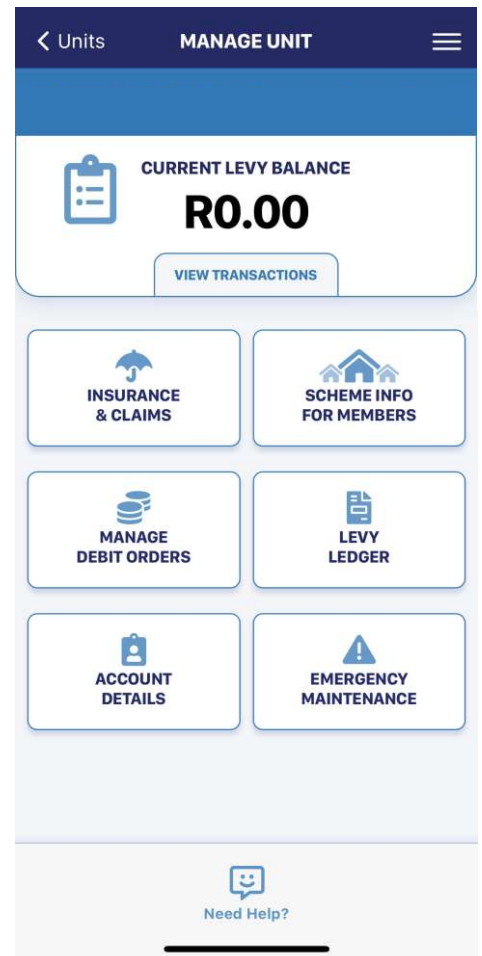 Units
MANAGE UNIT
CURRENT LEVY BALANCE
R0.00
VIEW TRANSACTIONS
INSURANCE
& CLAIMS
SCHEME INFO
FOR MEMBERS
MANAGE
DEBIT ORDERS
LEVY
LEDGER
ACCOUNT
DETAILS
EMERGENCY
MAINTENANCE
Need Help?